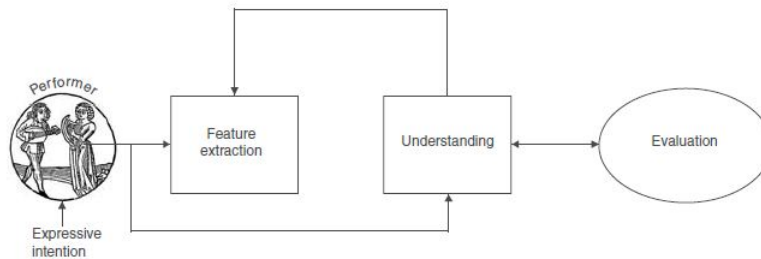 Performer
Feature
extraction
Understanding
Evaluation
Expressive
intention